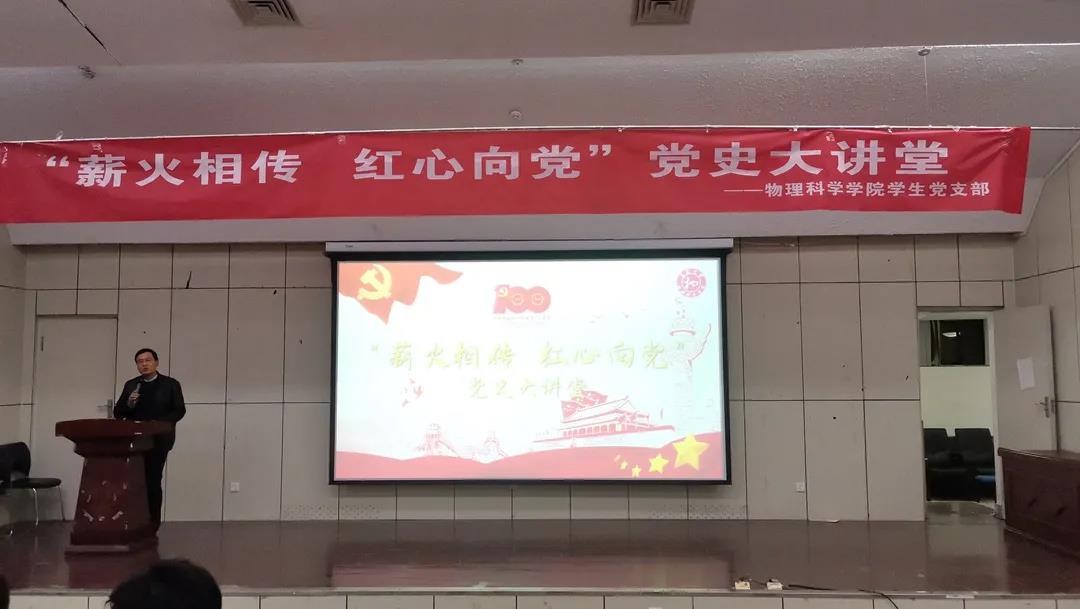 “薪火相传 红心向党” 党史大讲堂
——物理科学学院学生党支部
100
“薪火相传 红心向党”
党史大讲堂